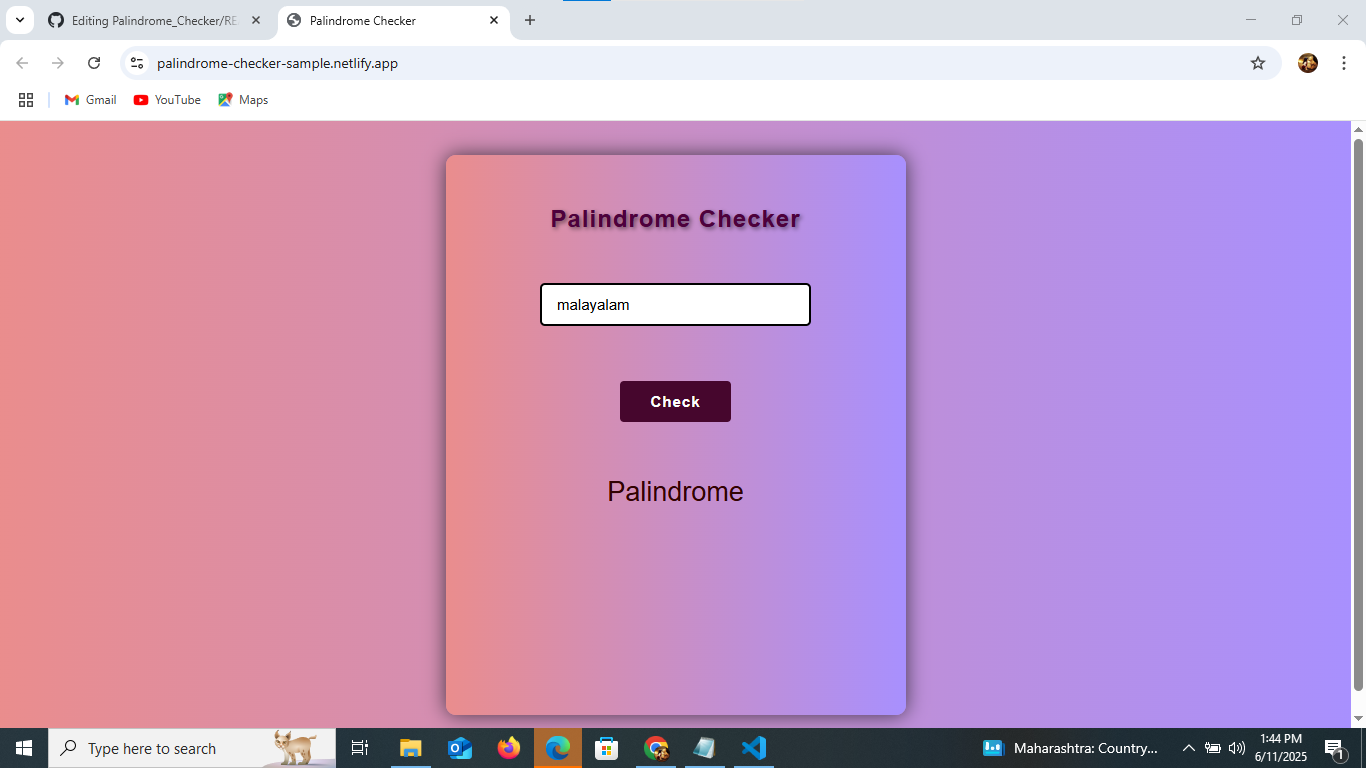 Editing Palindrome_Checker/RE
Palindrome Checker
palindrome-checker-sample.netlify.app
Gmail
YouTube
Maps
Palindrome Checker
malayalam
Check
Palindrome
Type here to search
Maharashtra: Country...
1:44 PM
6/11/2025
1